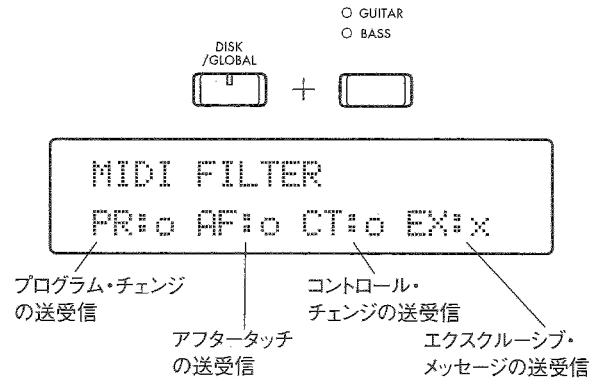 GUITAR
BASS
DISK
/GLOBAL
+
MIDI FILTER
PR:o AF:o CT:o EX:x
プログラム・チェンジ
の送受信
アフタータッチ
の送受信
コントロール・
チェンジの送受信
エクスクルーシブ・
メッセージの送受信